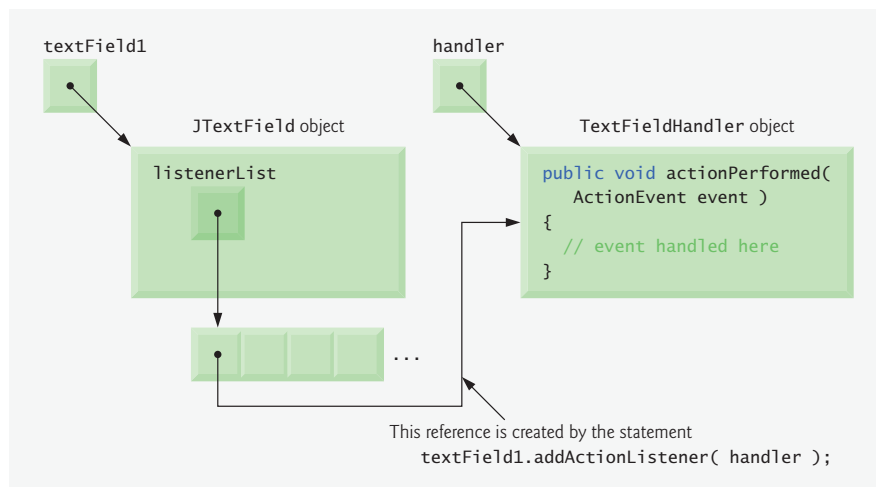 textField1
handler
JTextField object
TextFieldHandler object
listenerList
public void actionPerformed(
ActionEvent event )
{
// event handled here
}
...
This reference is created by the statement
textField1.addActionListener( handler );